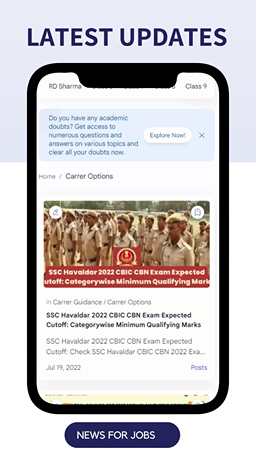 LATEST UPDATES
RD Sharma
Class 9
Do you have any academic
doubts? Get access to
numerous questions and
answers on various topics and
clear all your doubts now.
Explore Now!
Home / Carrer Options
SSC Havaldar 2022 CBIC CBN Exam Expected
utoff: Categorywise Minimum Qualifying Mark
in Carrer Guidance / Carrer Options
SSC Havaldar 2022 CBIC CBN Exam Expected
Cutoff: Categorywise Minimum Qualifying Marks
SSC Havaldar 2022 CBIC CBN Exam Expected
Cutoff: Check SSC Havaldar CBIC CBN 2022 Exa...
Jul 19, 2022
Posts
NEWS FOR JOBS